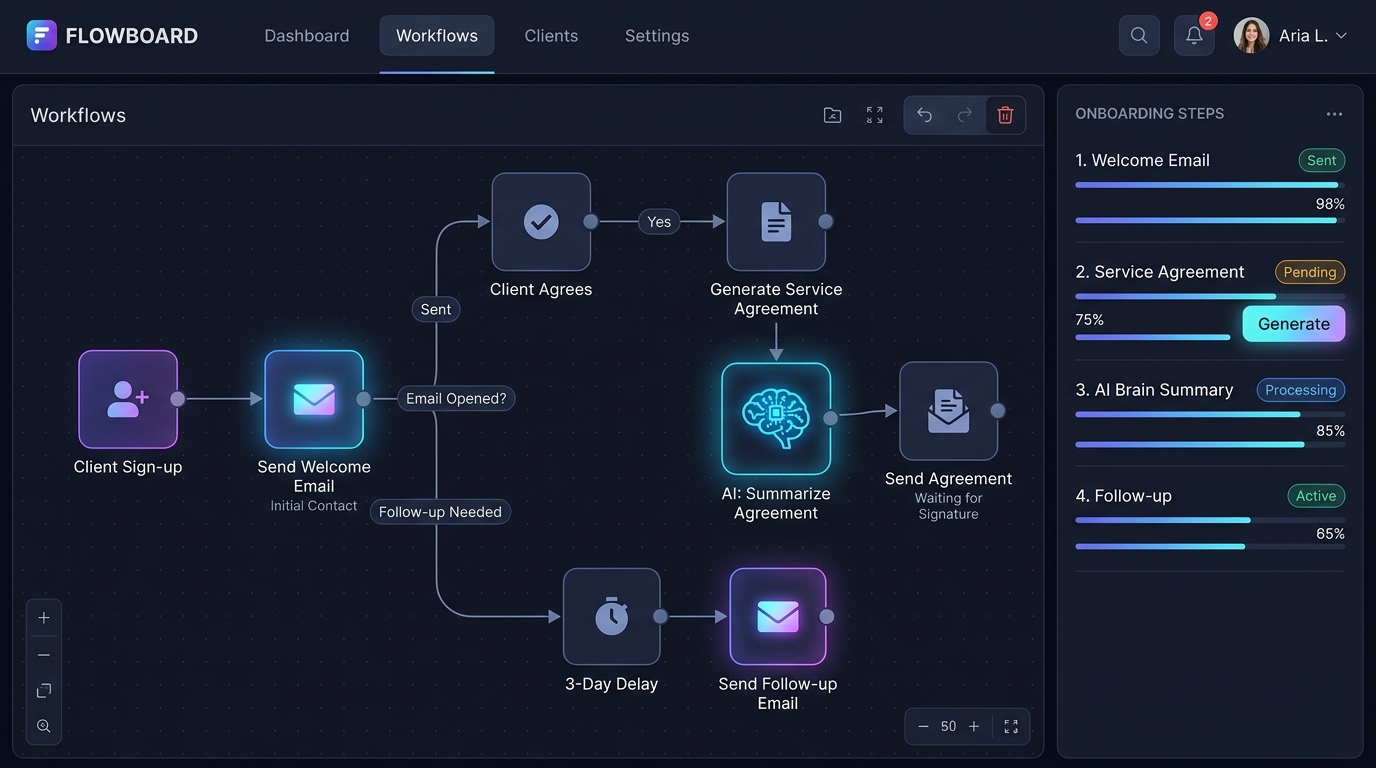 FLOWBOARD
Dashboard
Workflows
Clients
Settings
2
Aria L.
Workflows
Client Sign-up
Send Welcome
Email
Initial Contact
Sent
Email Opened?
Follow-up Needed
Client Agrees
Yes
Generate Service
Agreement
AI: Summarize
Agreement
Send Agreement
Waiting for
Signature
3-Day Delay
Send Follow-up
Email
50
ONBOARDING STEPS
1. Welcome Email
Sent
98%
2. Service Agreement
Pending
75%
Generate
3. AI Brain Summary
Processing
85%
4. Follow-up
Active
65%